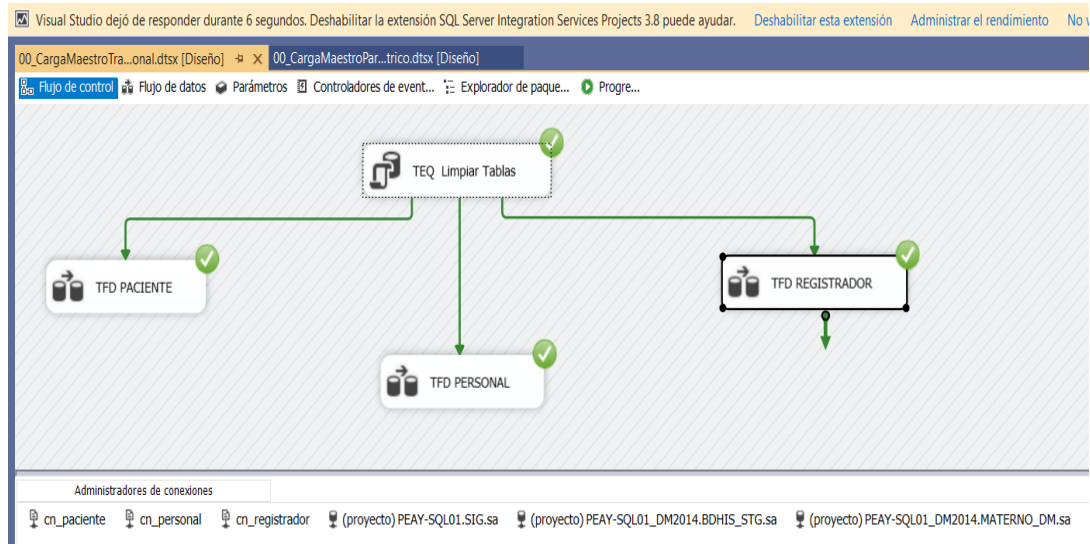 Visual Studio dejó de responder durante 6 segundos. Deshabilitar la extensión SQL Server Integration Services Projects 3.8 puede ayudar. Deshabilitar esta extensión Administrar el rendimiento No v
00_CargaMaestroTra...onal.dtsx [Diseño] 00_CargaMaestroPar...trico.dtsx [Diseño]
Flujo de control Flujo de datos Parámetros Controladores de event... Explorador de paque... Progre...
TEQ Limpiar Tablas
TFD PACIENTE
TFD REGISTRADOR
TFD PERSONAL
Administradores de conexiones
cn_paciente cn_personal cn_registrador (proyecto) PEAY-SQL01.SIG.sa (proyecto) PEAY-SQL01_DM2014.BDHIS_STG.sa (proyecto) PEAY-SQL01_DM2014.MATERNO_DM.sa